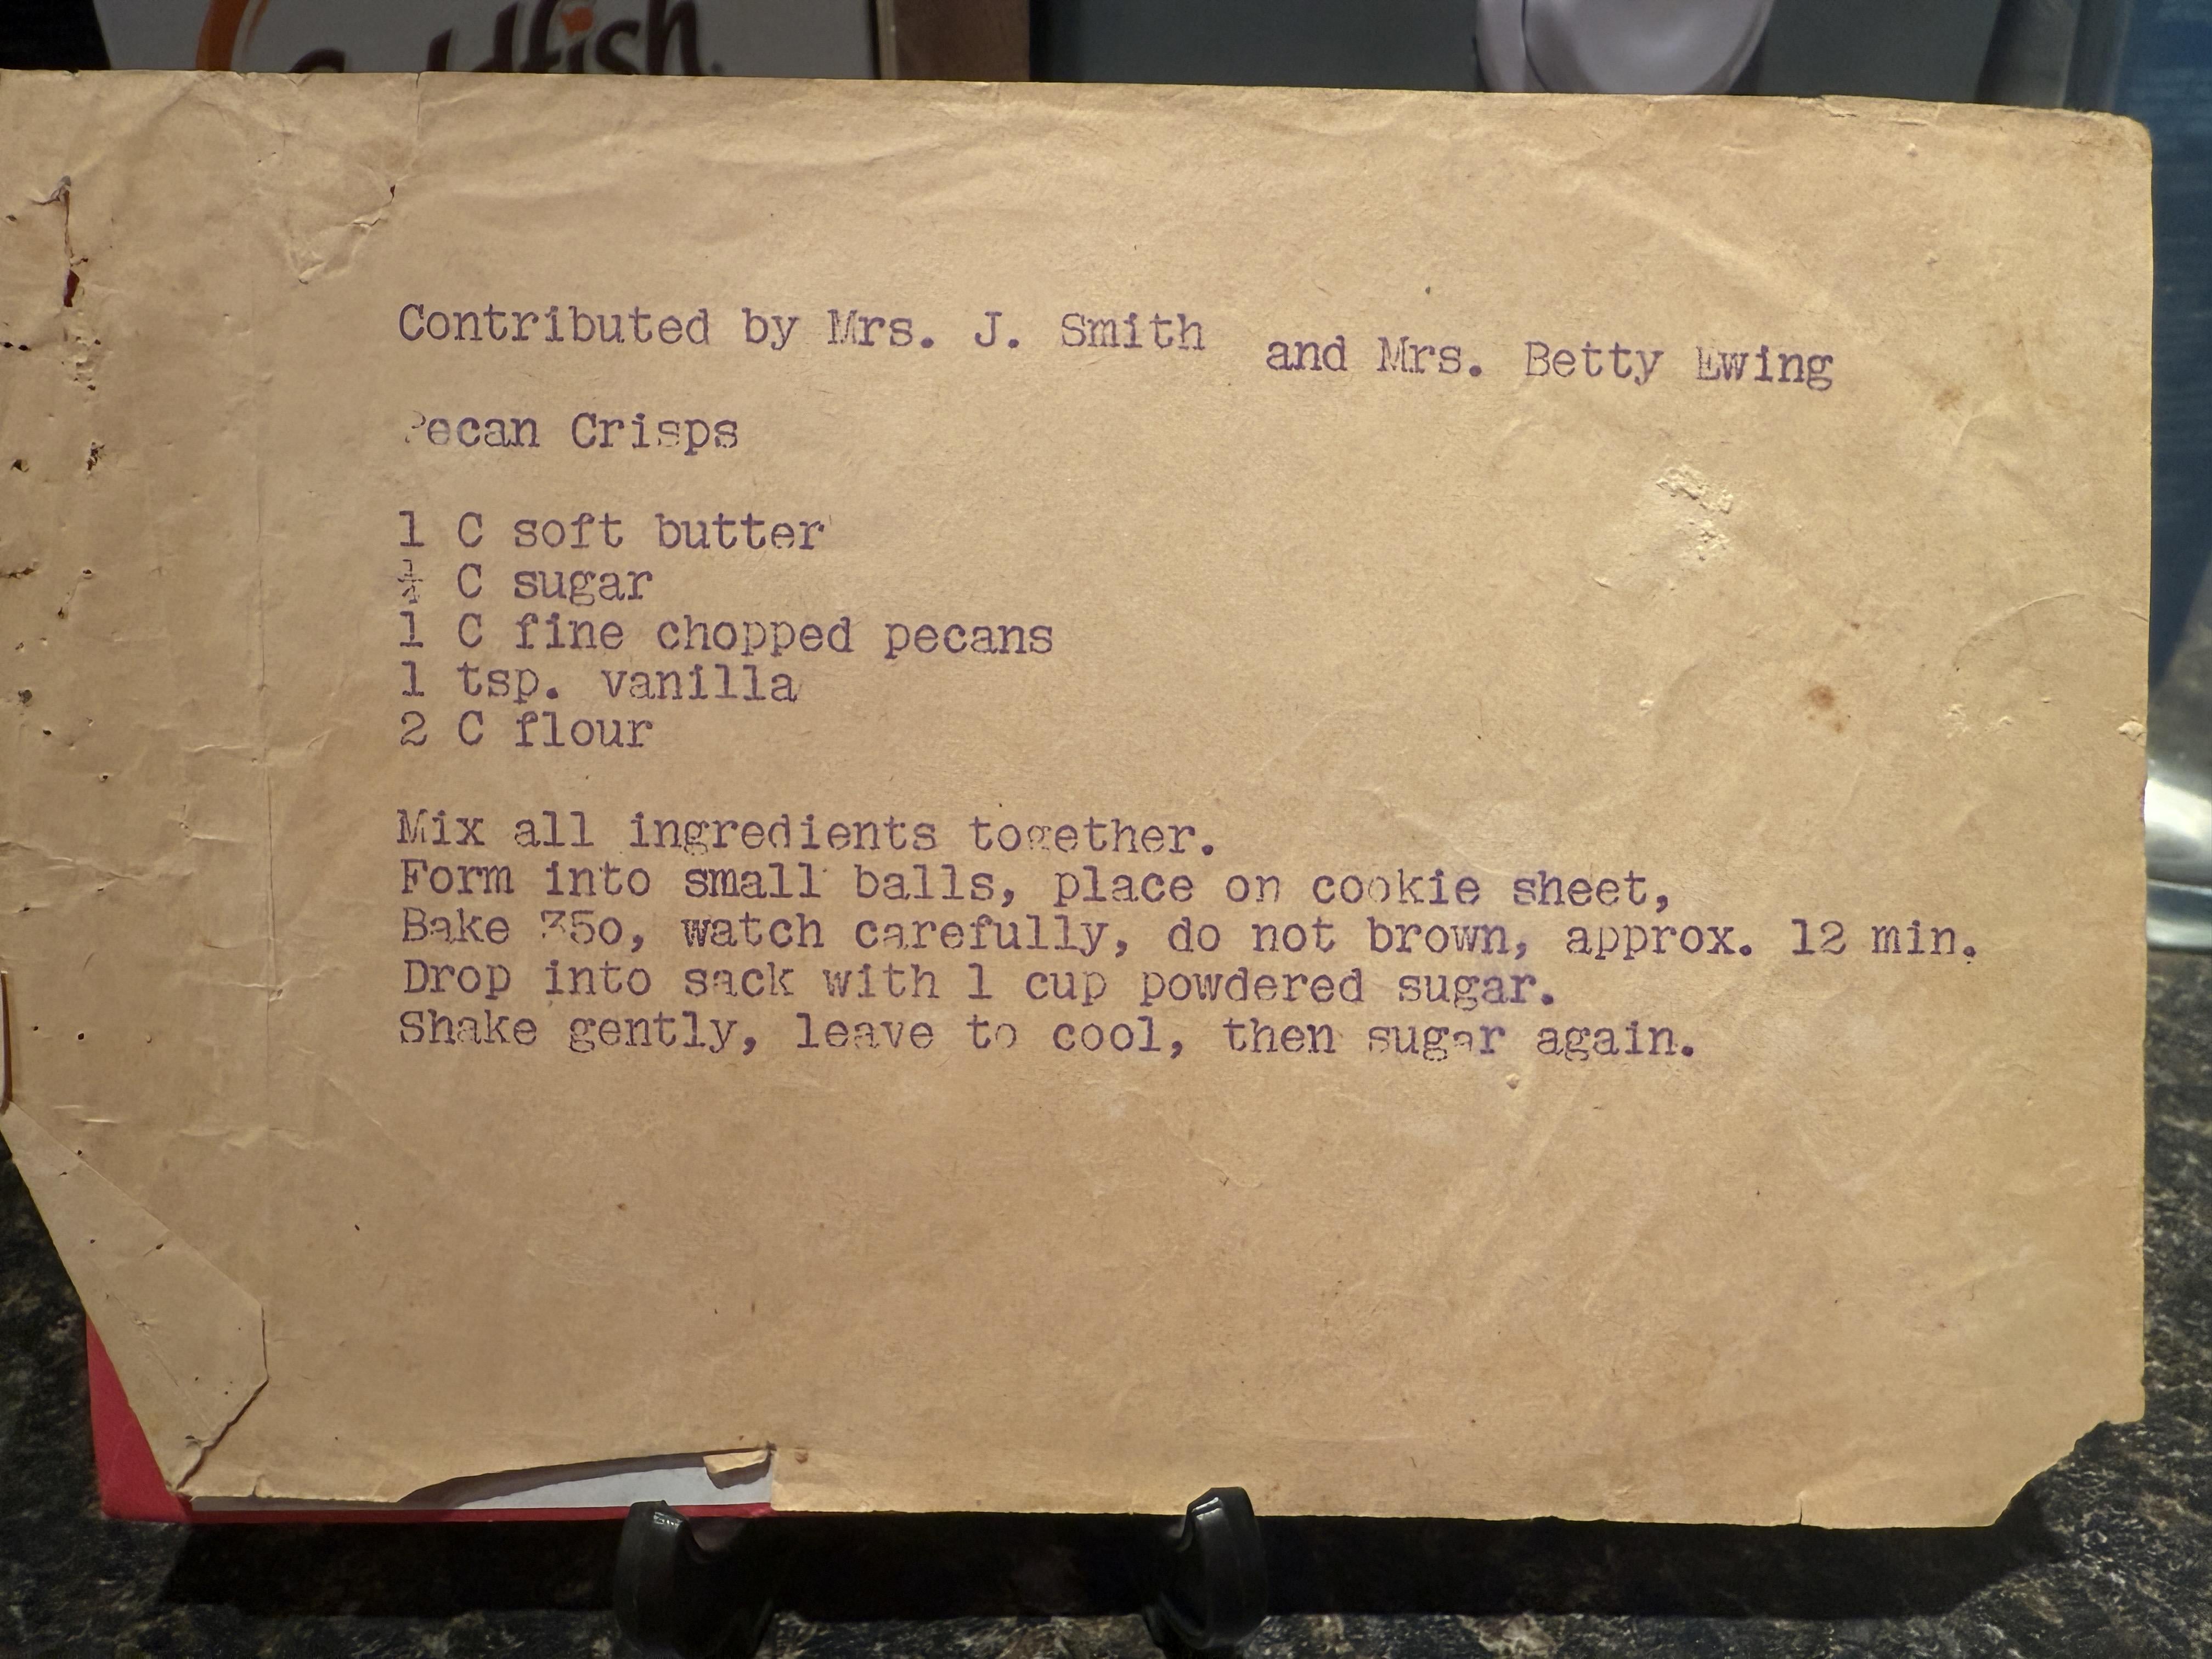 Goldfish
Contributed by Mrs. J. Smith and Mrs. Betty Ewing
Pecan Crisps
1 C soft butter
¼ C sugar
1 C fine chopped pecans
1 tsp. vanilla
2 C flour
Mix all ingredients together.
Form into small balls, place on cookie sheet,
Bake 350, watch carefully, do not brown, approx. 12 min.
Drop into sack with 1 cup powdered sugar.
Shake gently, leave to cool, then sugar again.